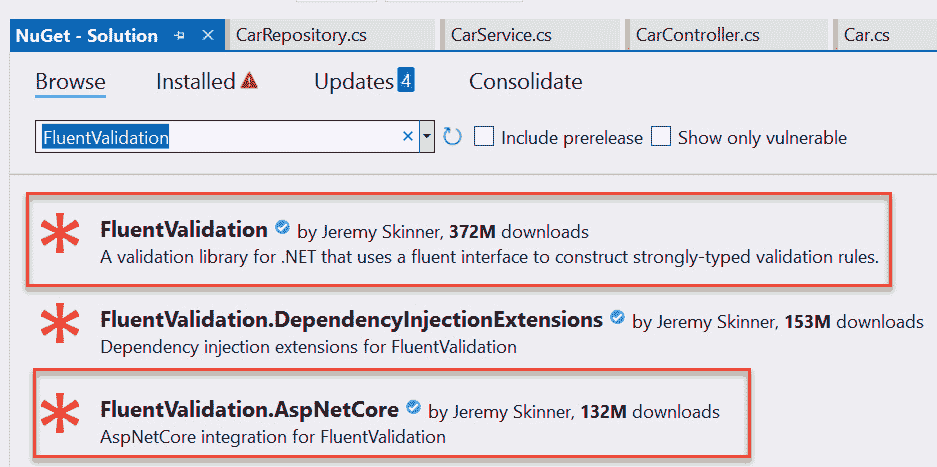 NuGet - Solution CarRepository.cs CarService.cs CarController.cs Car.cs
Browse Installed Updates 4 Consolidate
FluentValidation Include prerelease Show only vulnerable
FluentValidation by Jeremy Skinner, 372M downloads
A validation library for .NET that uses a fluent interface to construct strongly-typed validation rules.
FluentValidation.DependencyInjectionExtensions by Jeremy Skinner, 153M downloads
Dependency injection extensions for FluentValidation
FluentValidation.AspNetCore by Jeremy Skinner, 132M downloads
AspNetCore integration for FluentValidation